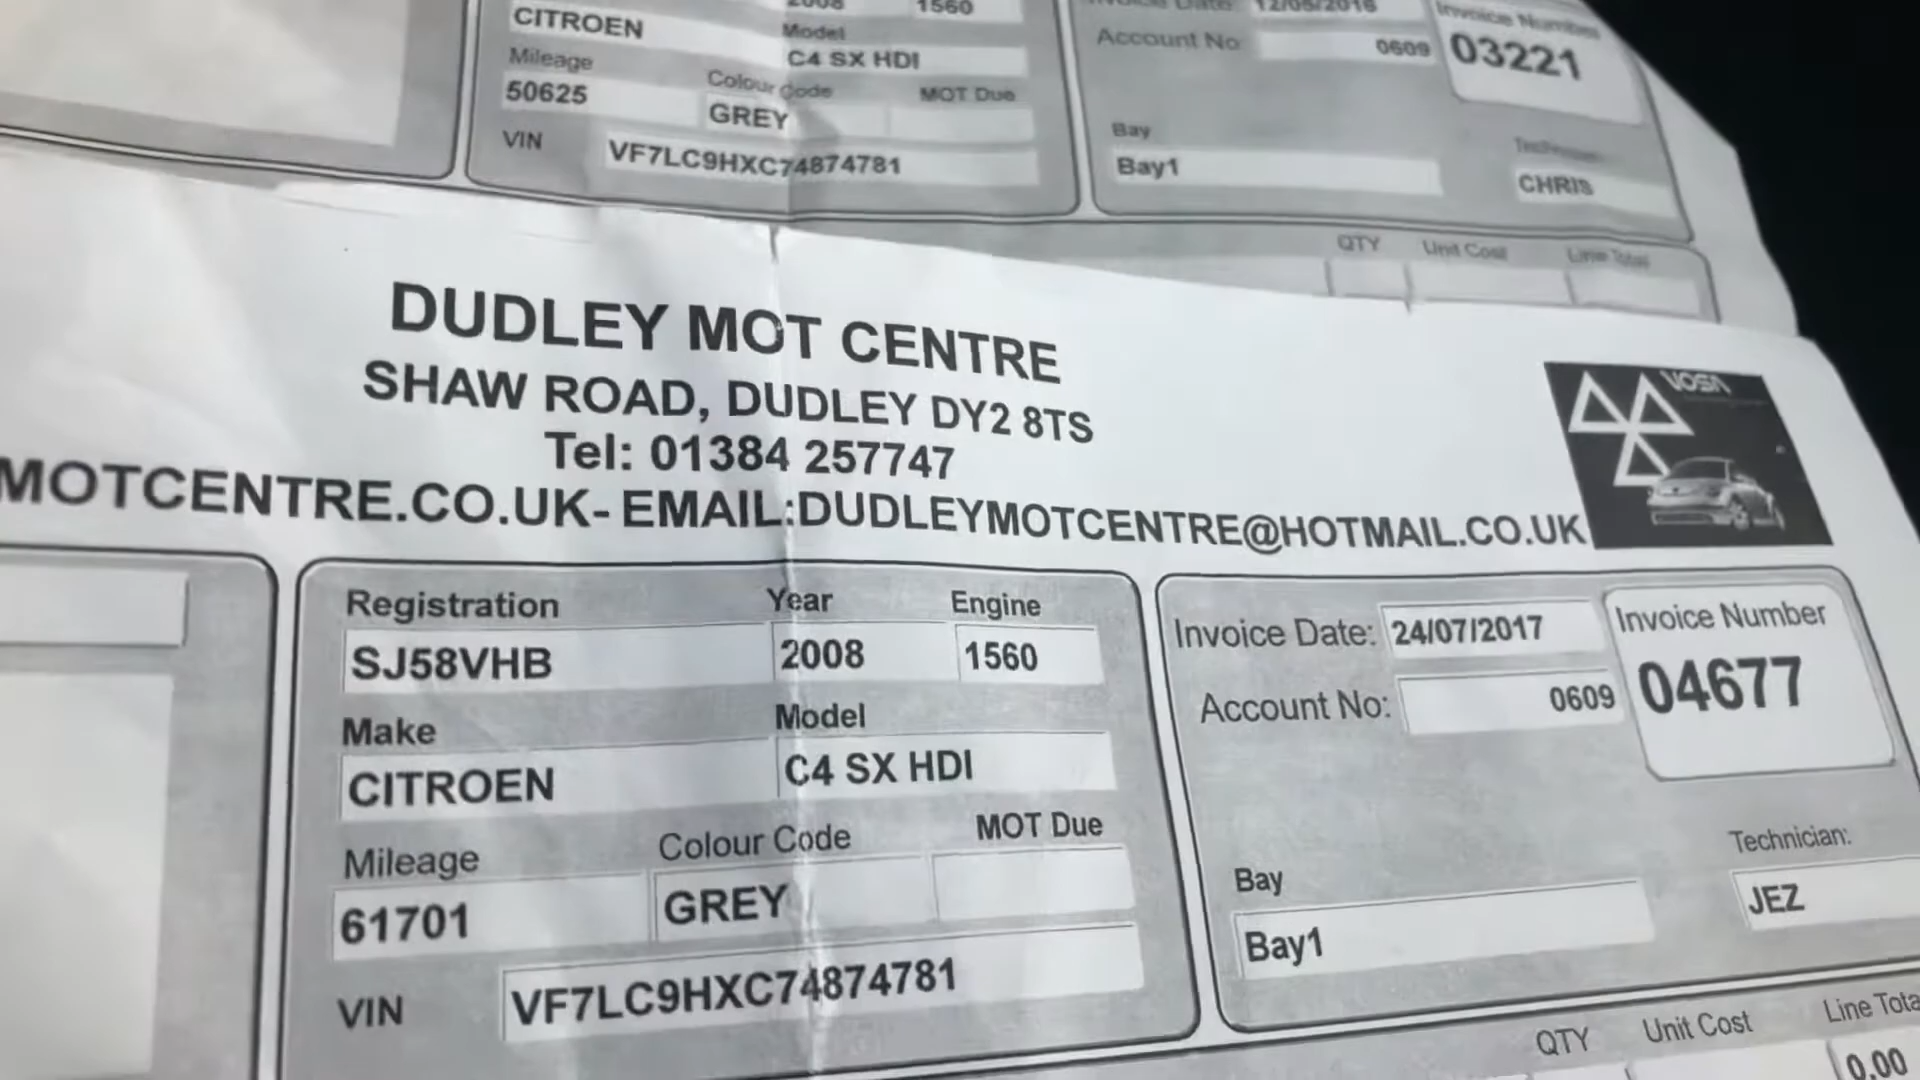 2008 1560
Invoice Date: 12/05/2016 Invoice Number
CITROEN Model
Account No: 0609 03221
Mileage C4 SX HDI
50625 Colour Code MOT Due
GREY
Bay
VIN VF7LC9HXC74874781
Bay1 CHRIS
QTY Unit Cost Line Total
DUDLEY MOT CENTRE
SHAW ROAD, DUDLEY DY2 8TS
Tel: 01384 257747
MOTCENTRE.CO.UK- EMAIL:DUDLEYMOTCENTRE@HOTMAIL.CO.UK
VOSA
Registration Year Engine
SJ58VHB 2008 1560
Make Model
CITROEN C4 SX HDI
Mileage Colour Code MOT Due
61701 GREY
VIN VF7LC9HXC74874781
Invoice Date: 24/07/2017 Invoice Number
Account No: 0609 04677
Technician:
Bay JEZ
Bay1
QTY Unit Cost Line Tota
0.00